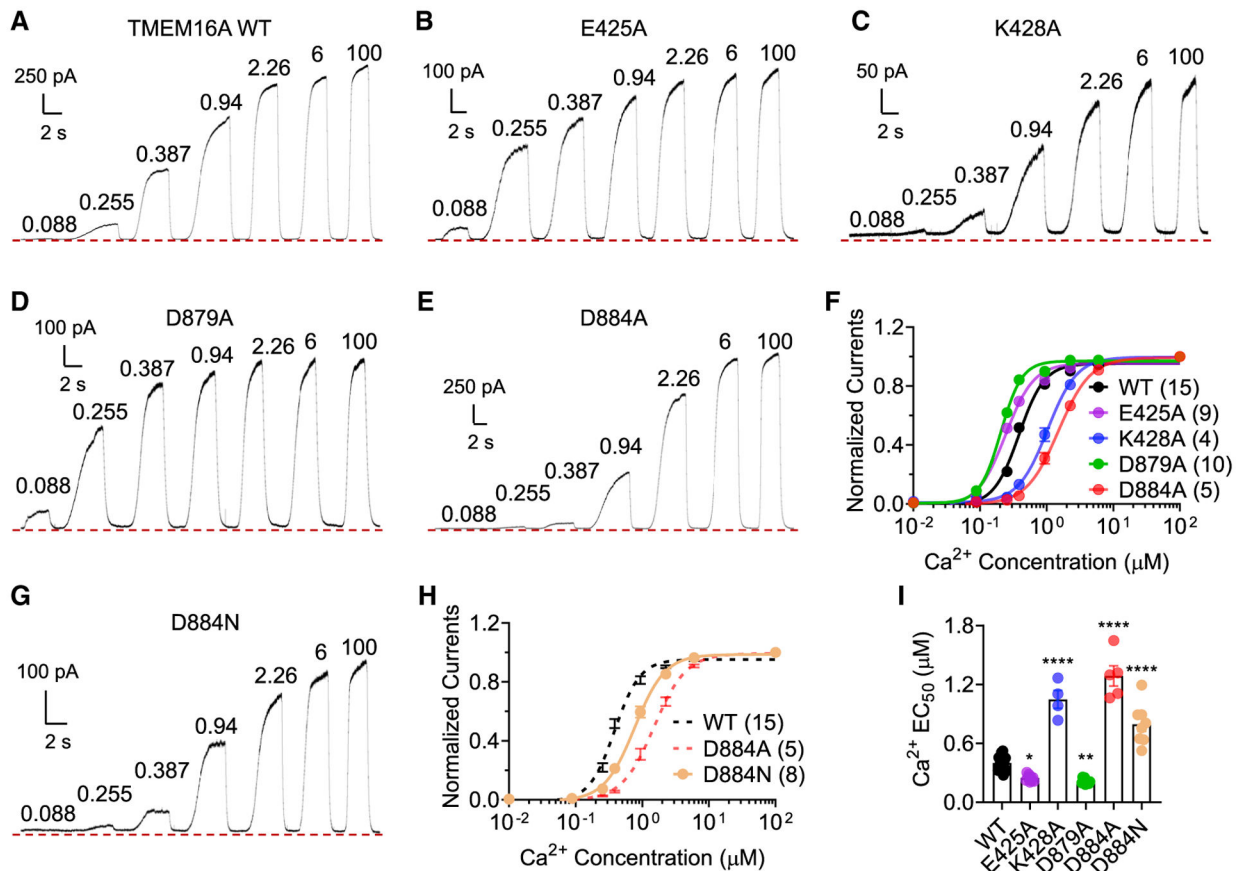 A
TMEM16A WT
250 pA
2 s
0.088
0.255
0.387
0.94
2.26
6
100
B
E425A
100 pA
2 s
0.088
0.255
0.387
0.94
2.26
6
100
C
K428A
50 pA
2 s
0.088
0.255
0.387
0.94
2.26
6
100
D
D879A
100 pA
2 s
0.088
0.255
0.387
0.94
2.26
6
100
E
D884A
250 pA
2 s
0.088
0.255
0.387
0.94
2.26
6
100
F
Normalized Currents
1.2
0.8
0.4
0.0
WT (15)
E425A (9)
K428A (4)
D879A (10)
D884A (5)
10⁻² 10⁻¹ 10⁰ 10¹ 10²
Ca²⁺ Concentration (μM)
G
D884N
100 pA
2 s
0.088
0.255
0.387
0.94
2.26
6
100
H
Normalized Currents
1.2
0.8
0.4
0.0
WT (15)
D884A (5)
D884N (8)
10⁻² 10⁻¹ 10⁰ 10¹ 10²
Ca²⁺ Concentration (μM)
I
Ca²⁺ EC₅₀ (μM)
1.8
1.2
0.6
0.0
*
****
**
****
****
WT
E425A
K428A
D879A
D884A
D884N